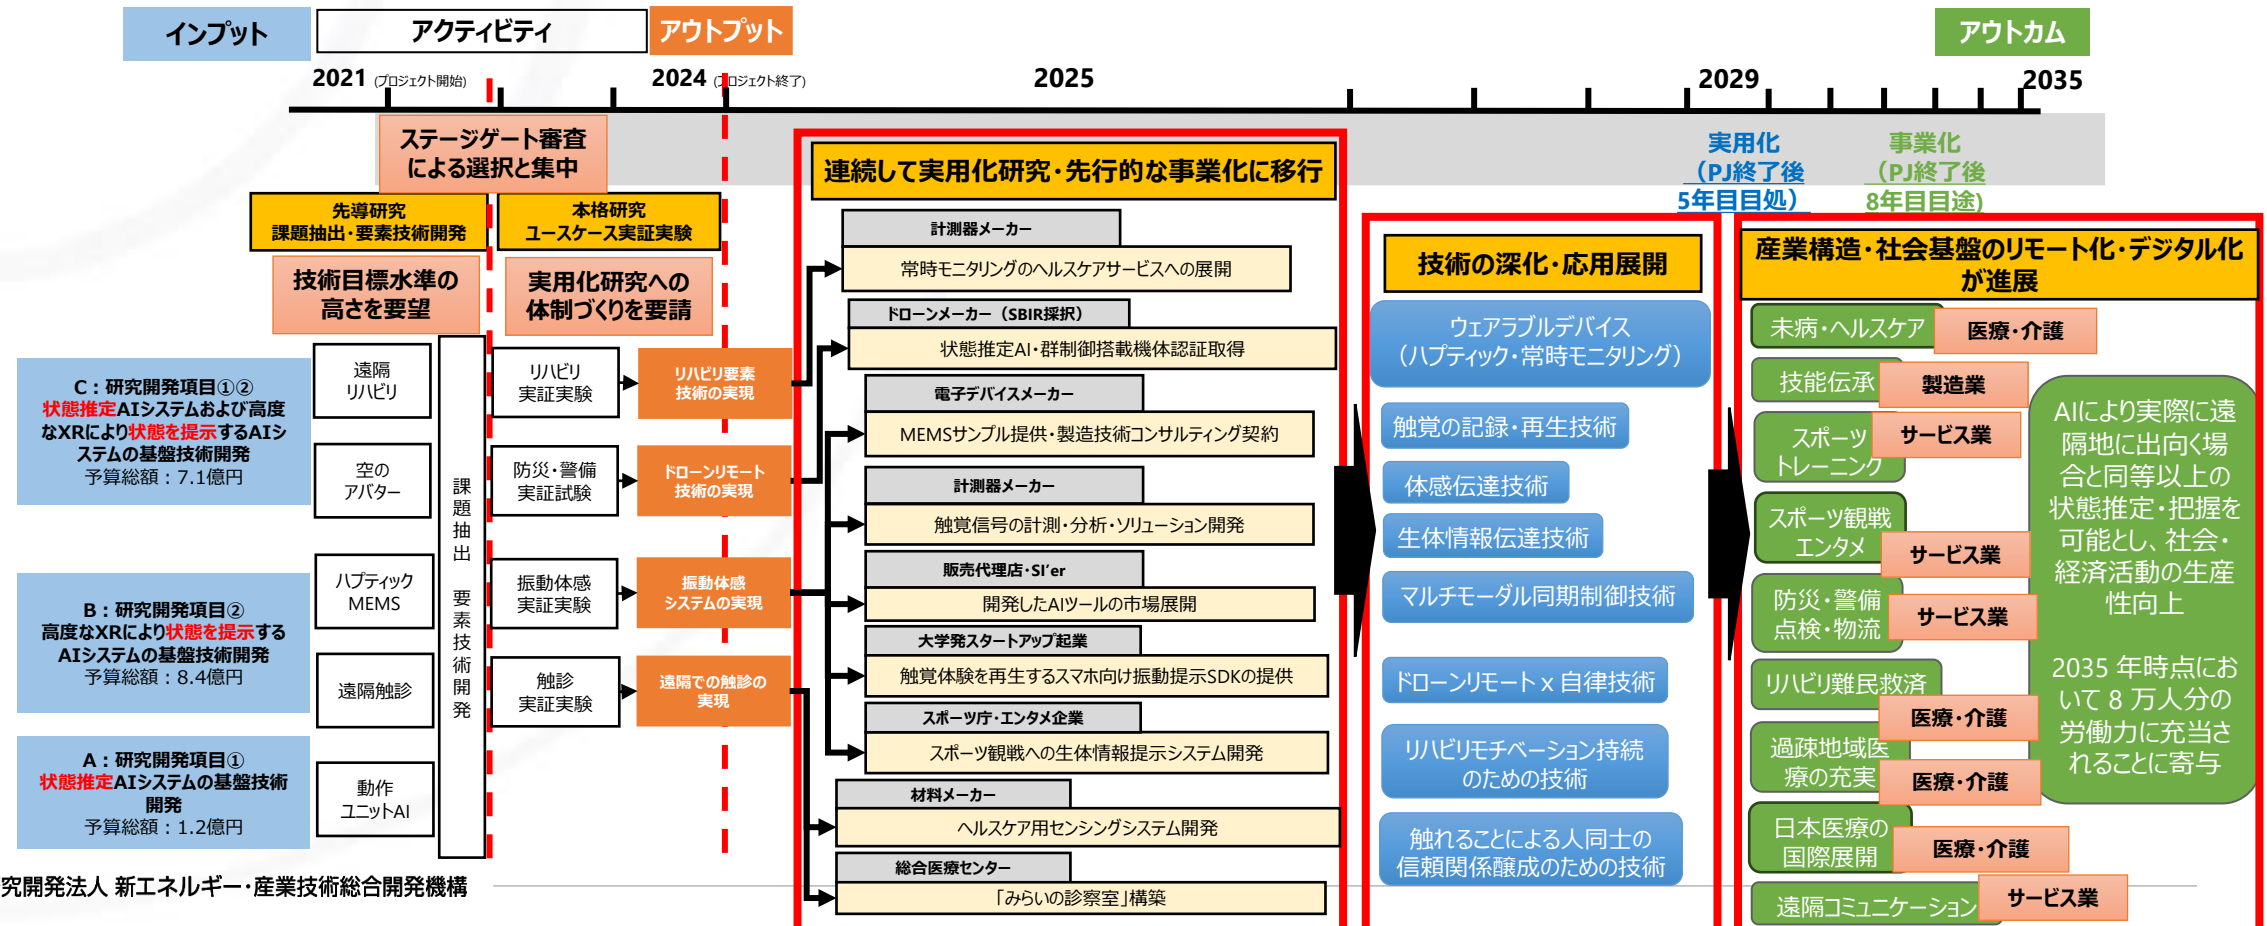 インプット
アクティビティ
アウトプット
アウトカム
2021 (プロジェクト開始)
2024 (プロジェクト終了)
2025
2029
2035
ステージゲート審査
による選択と集中
連続して実用化研究・先行的な事業化に移行
実用化
（PJ終了後
5年目目処）
事業化
（PJ終了後
8年目目途)
先導研究
課題抽出・要素技術開発
本格研究
ユースケース実証実験
技術目標水準の
高さを要望
実用化研究への
体制づくりを要請
C：研究開発項目①②
状態推定AIシステムおよび高度
なXRにより状態を提示するAIシ
ステムの基盤技術開発
予算総額：7.1億円
B：研究開発項目②
高度なXRにより状態を提示する
AIシステムの基盤技術開発
予算総額：8.4億円
A：研究開発項目①
状態推定AIシステムの基盤技術
開発
予算総額：1.2億円
遠隔
リハビリ
空の
アバター
ハプティック
MEMS
遠隔触診
動作
ユニットAI
課題抽出　要素技術開発
リハビリ
実証実験
防災・警備
実証試験
振動体感
実証実験
触診
実証実験
リハビリ要素
技術の実現
ドローンリモート
技術の実現
振動体感
システムの実現
遠隔での触診の
実現
計測器メーカー
常時モニタリングのヘルスケアサービスへの展開
ドローンメーカー（SBIR採択）
状態推定AI・群制御搭載機体認証取得
電子デバイスメーカー
MEMSサンプル提供・製造技術コンサルティング契約
計測器メーカー
触覚信号の計測・分析・ソリューション開発
販売代理店・SI'er
開発したAIツールの市場展開
大学発スタートアップ起業
触覚体験を再生するスマホ向け振動提示SDKの提供
スポーツ庁・エンタメ企業
スポーツ観戦への生体情報提示システム開発
材料メーカー
ヘルスケア用センシングシステム開発
総合医療センター
「みらいの診察室」構築
技術の深化・応用展開
ウェアラブルデバイス
（ハプティック・常時モニタリング）
触覚の記録・再生技術
体感伝達技術
生体情報伝達技術
マルチモーダル同期制御技術
ドローンリモート x 自律技術
リハビリモチベーション持続
のための技術
触れることによる人同士の
信頼関係醸成のための技術
産業構造・社会基盤のリモート化・デジタル化
が進展
未病・ヘルスケア
医療・介護
技能伝承
製造業
スポーツ
トレーニング
サービス業
スポーツ観戦
エンタメ
サービス業
防災・警備
点検・物流
サービス業
リハビリ難民救済
医療・介護
過疎地域医
療の充実
医療・介護
日本医療の
国際展開
医療・介護
遠隔コミュニケーション
サービス業
AIにより実際に遠
隔地に出向く場
合と同等以上の
状態推定・把握を
可能とし、社会・
経済活動の生産
性向上
2035 年時点にお
いて 8 万人分の
労働力に充当さ
れることに寄与
究開発法人 新エネルギー・産業技術総合開発機構